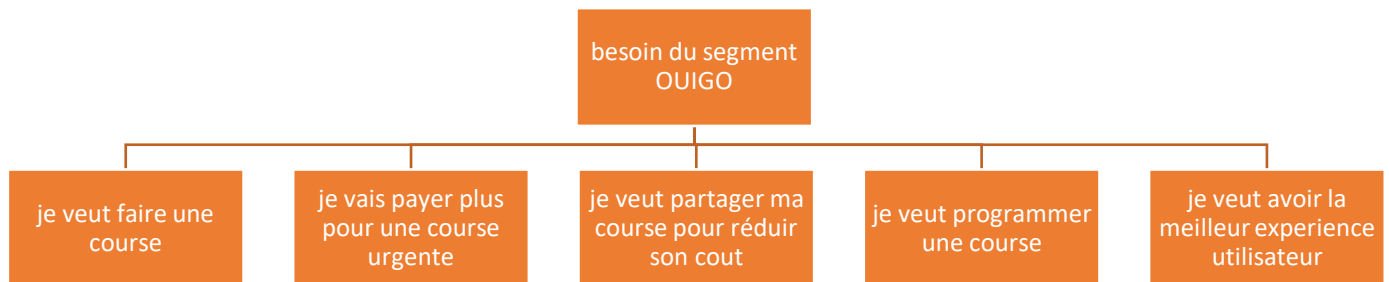 besoin du segment
OUIGO
je veut faire une
course
je vais payer plus
pour une course
urgente
je veut partager ma
course pour réduir
son cout
je veut programmer
une course
je veut avoir la
meilleur experience
utilisateur